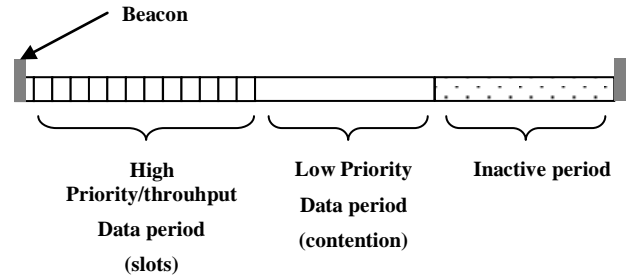 Beacon
High
Priority/throuhput
Data period
(slots)
Low Priority
Data period
(contention)
Inactive period